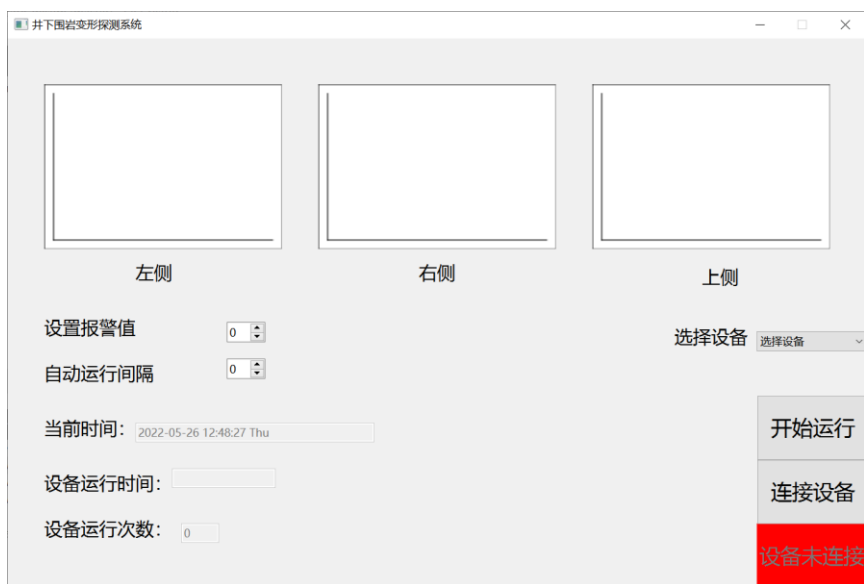 井下围岩变形探测系统
左侧
右侧
上侧
设置报警值
0
选择设备
选择设备
自动运行间隔
0
当前时间：
2022-05-26 12:48:27 Thu
开始运行
设备运行时间：
连接设备
设备运行次数：
0
设备未连接